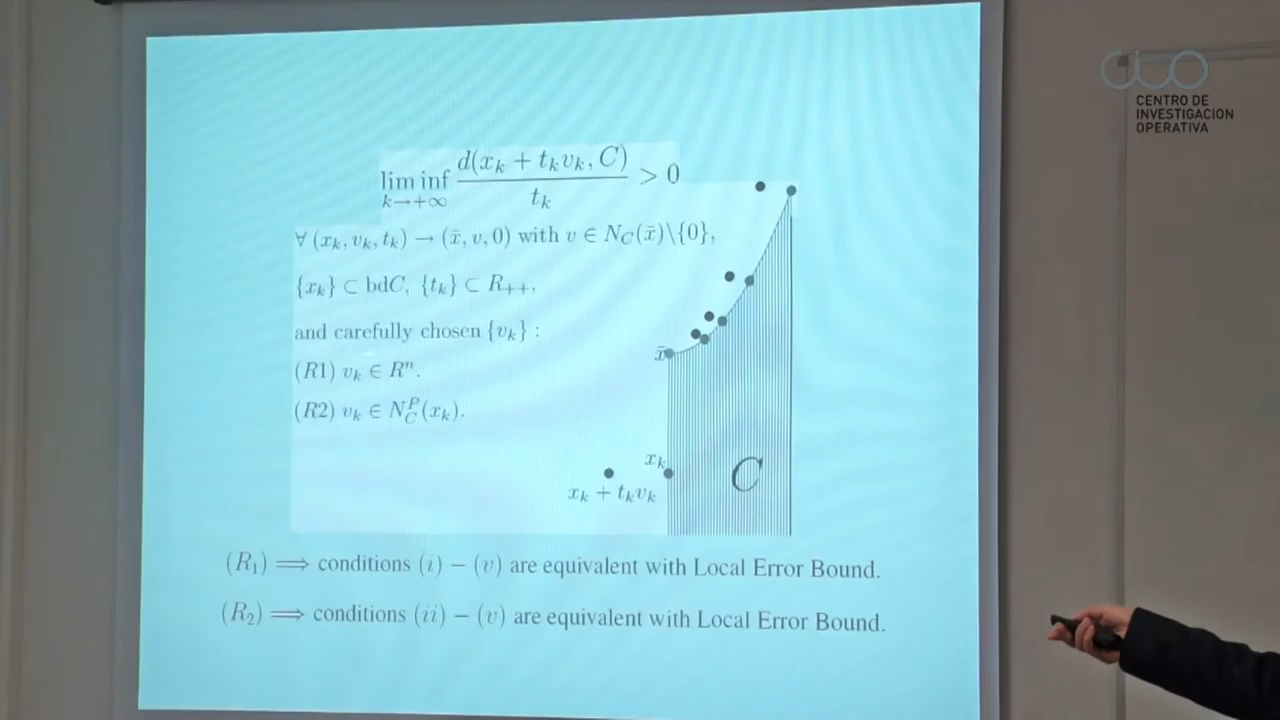 CIO
CENTRO DE
INVESTIGACION
OPERATIVA
lim inf_{k→+∞} d(x_k + t_k v_k, C) / t_k > 0
∀ (x_k, v_k, t_k) → (x̄, v, 0) with v ∈ N_C(x̄)\{0},
{x_k} ⊂ bdC, {t_k} ⊂ R_{++},
and carefully chosen {v_k} :
(R1) v_k ∈ R^n.
(R2) v_k ∈ N_C^P(x_k).
x̄
x_k
C
x_k + t_k v_k
(R_1) ⟹ conditions (i) − (v) are equivalent with Local Error Bound.
(R_2) ⟹ conditions (ii) − (v) are equivalent with Local Error Bound.